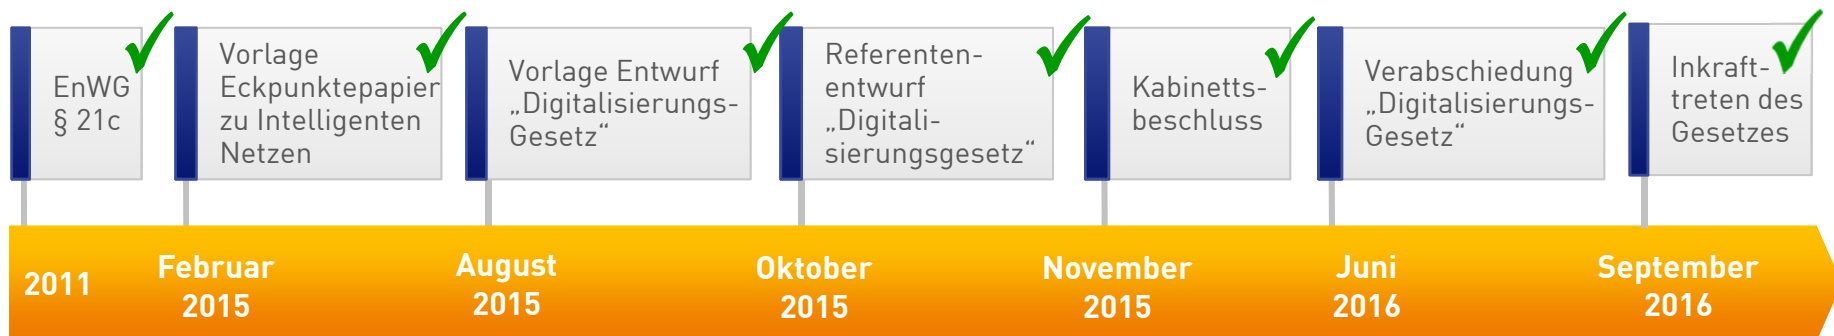 EnWG
§ 21c
Vorlage
Eckpunktepapier
zu Intelligenten
Netzen
Vorlage Entwurf
„Digitalisierungs-
Gesetz“
Referenten-
entwurf
„Digitali-
sierungsgesetz“
Kabinetts-
beschluss
Verabschiedung
„Digitalisierungs-
Gesetz“
Inkraft-
treten des
Gesetzes
2011
Februar
2015
August
2015
Oktober
2015
November
2015
Juni
2016
September
2016